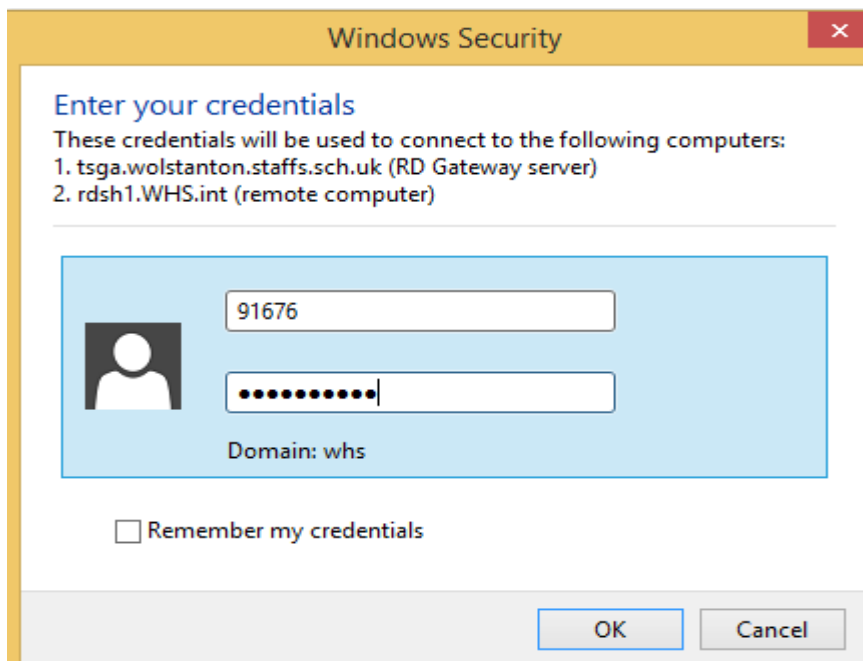 Windows Security
Enter your credentials
These credentials will be used to connect to the following computers:
1. tsga.wolstanton.staffs.sch.uk (RD Gateway server)
2. rdsh1.WHS.int (remote computer)
91676
●●●●●●●●●●
Domain: whs
Remember my credentials
OK
Cancel